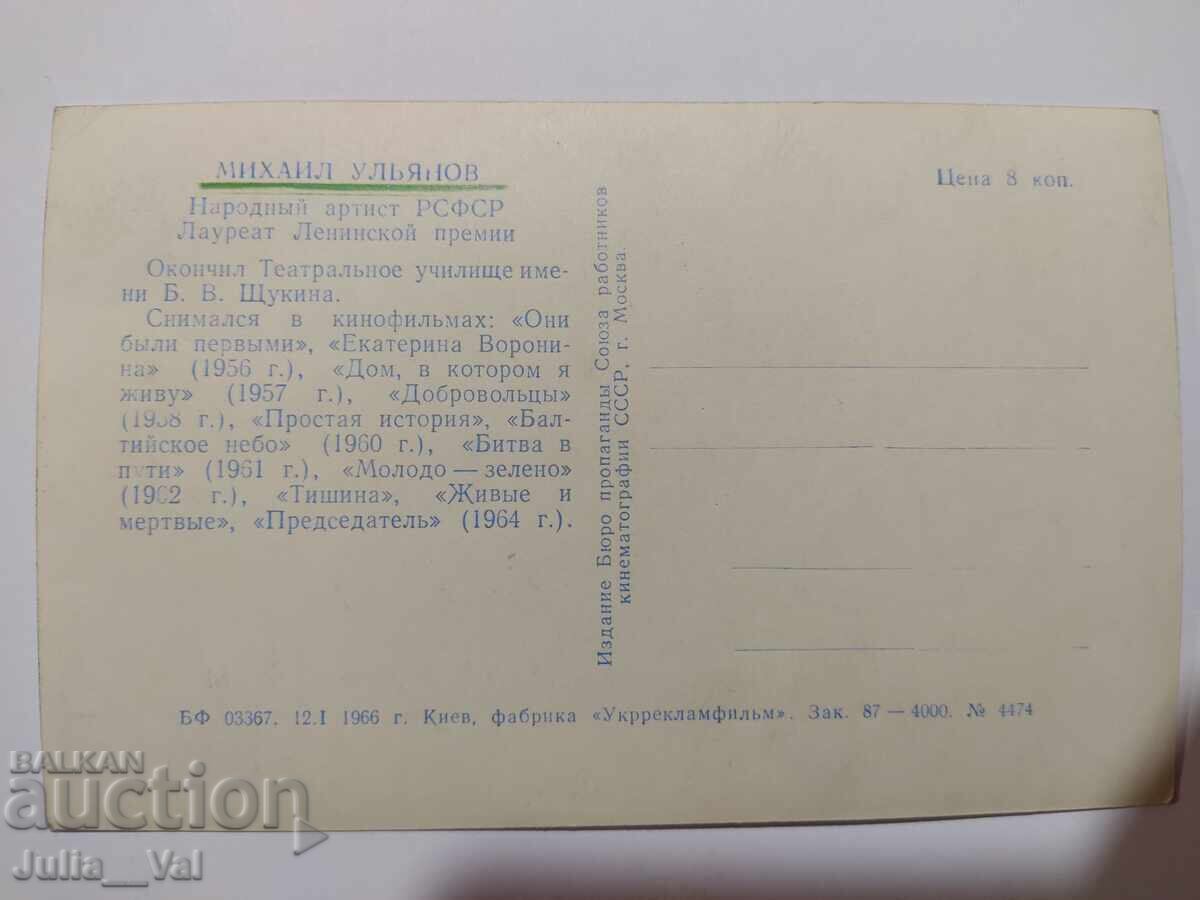 МИХАИЛ УЛЬЯНОВ
Народный артист РСФСР
Лауреат Ленинской премии
Окончил Театральное училище име-
ни Б. В. Щукина.
Снимался в кинофильмах: «Они
были первыми», «Екатерина Ворони-
на» (1956 г.), «Дом, в котором я
живу» (1957 г.), «Добровольцы»
(1958 г.), «Простая история», «Бал-
тийское небо» (1960 г.), «Битва в
пути» (1961 г.), «Молодо — зелено»
(1962 г.), «Тишина», «Живые и
мертвые», «Председатель» (1964 г.).
Издание Бюро пропаганды Союза работников
кинематографии СССР, г. Москва.
Цена 8 коп.
БФ 03367. 12.I 1966 г. Киев, фабрика «Укррекламфильм». Зак. 87 — 4000. № 4474
BALKAN
auction
Julia__Val